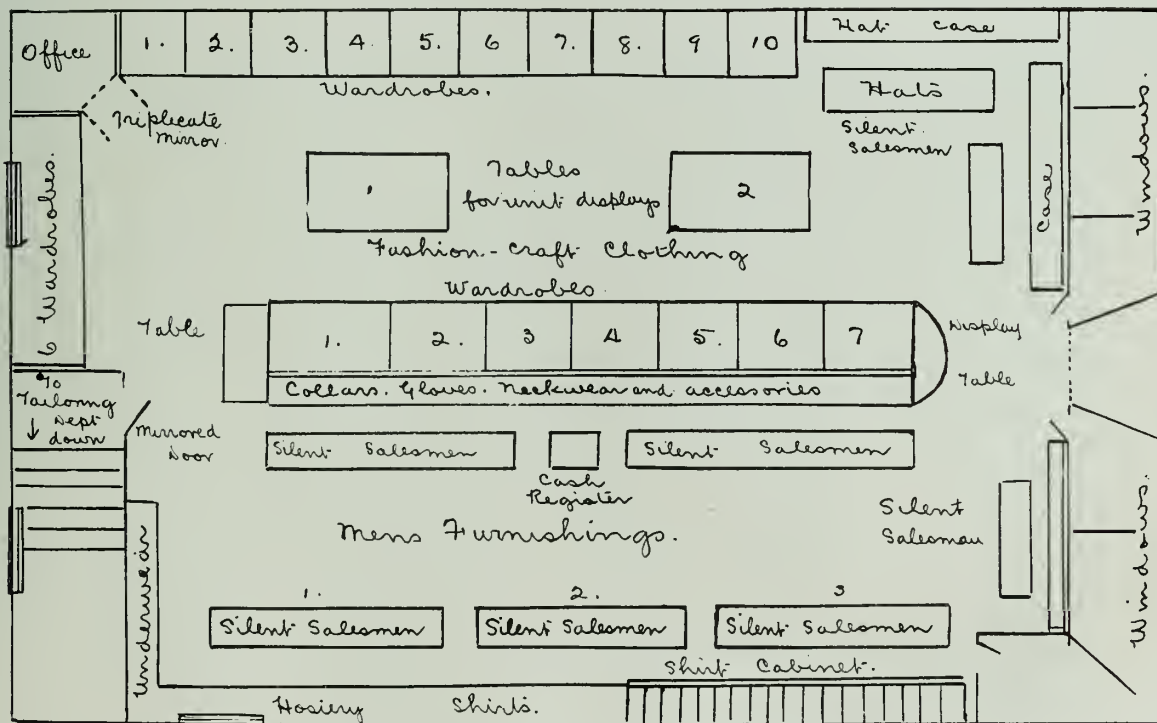 Office
1. 2. 3. 4. 5. 6 7. 8. 9 10
Hat Case
Wardrobes.
Hats
Triplicate
Mirror.
Silent
Salesmen
Windows.
Case
6 Wardrobes.
1
Tables
for unit displays
2
Fashion-Craft Clothing
Wardrobes
Table
1. 2. 3 4 5. 6 7
Display
Table
Collars. Gloves. Neckwear and accessories
To
Tailoring
Dept
↓ down
Mirrored
Door
Silent Salesmen
Cash
Register
Silent Salesmen
Mens Furnishings.
Silent
Salesman
Windows.
Underwear
1. 2. 3
Silent Salesmen Silent Salesmen Silent Salesmen
Shirt Cabinet.
Hosiery Shirts.